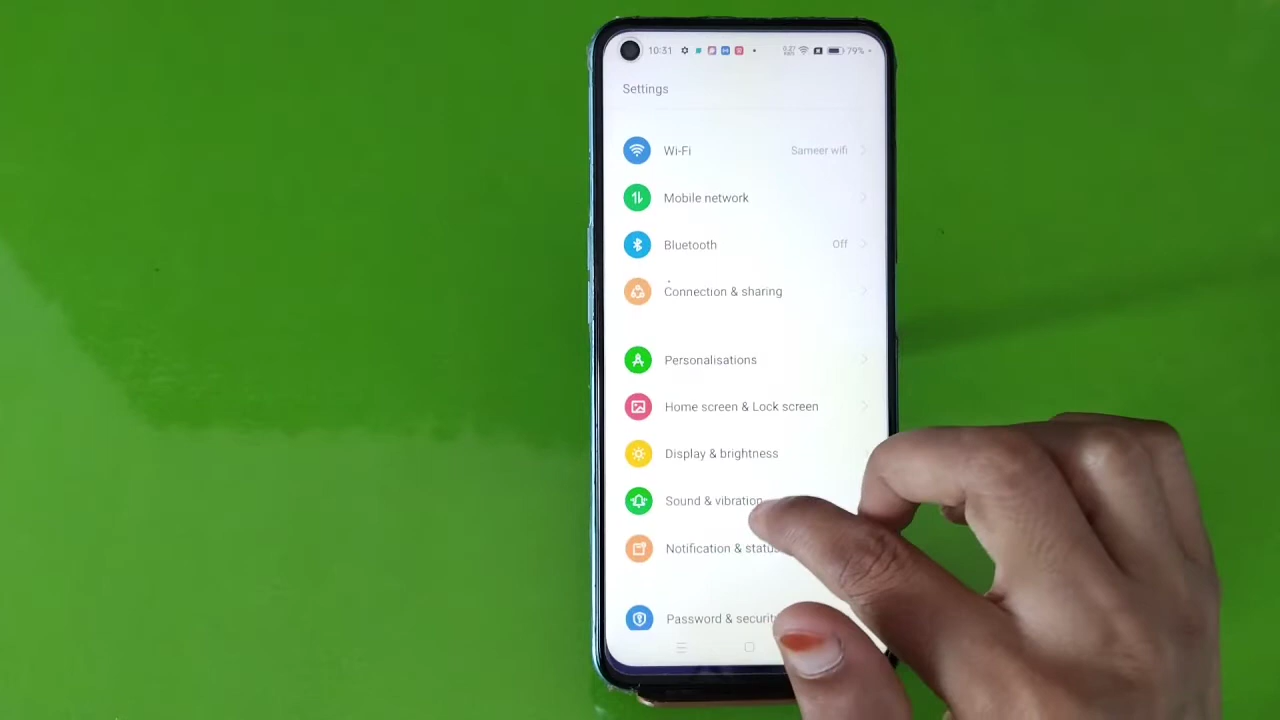 10:31 79%
Settings
Wi-Fi Sameer wifi
Mobile network
Bluetooth Off
Connection & sharing
Personalisations
Home screen & Lock screen
Display & brightness
Sound & vibration
Notification & status
Password & securit